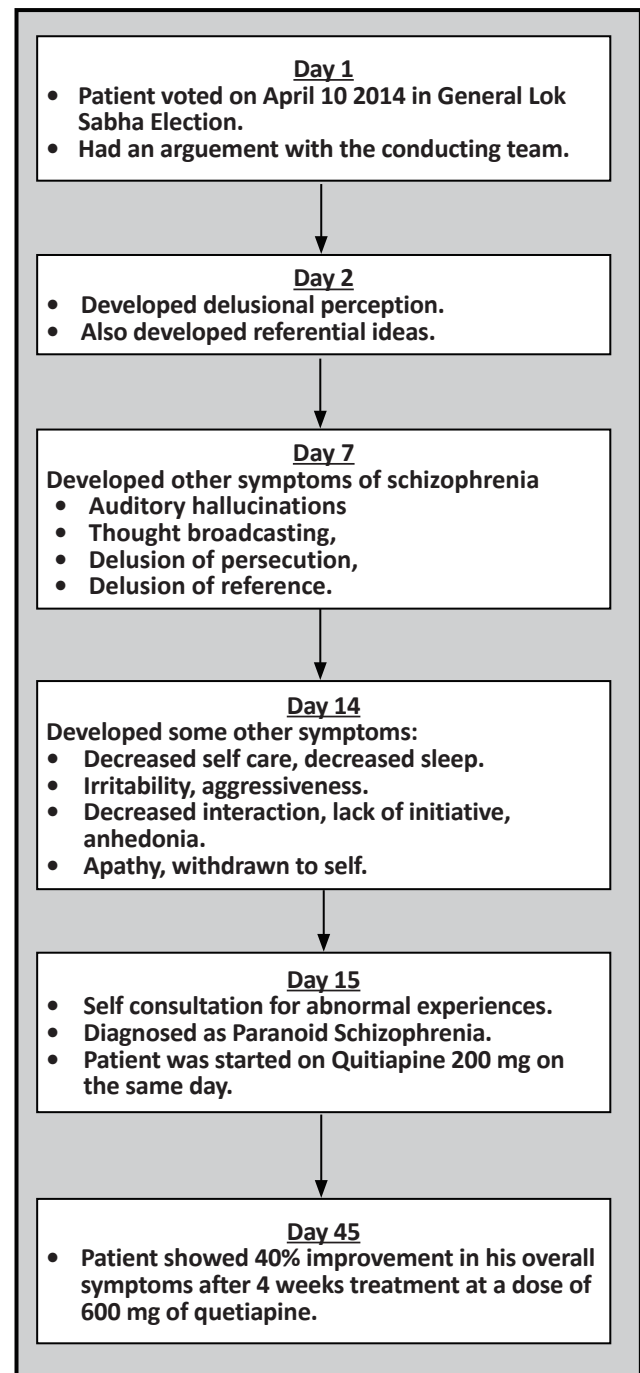 Day 1
• Patient voted on April 10 2014 in General Lok
Sabha Election.
• Had an arguement with the conducting team.
Day 2
• Developed delusional perception.
• Also developed referential ideas.
Day 7
Developed other symptoms of schizophrenia
• Auditory hallucinations
• Thought broadcasting,
• Delusion of persecution,
• Delusion of reference.
Day 14
Developed some other symptoms:
• Decreased self care, decreased sleep.
• Irritability, aggressiveness.
• Decreased interaction, lack of initiative,
anhedonia.
• Apathy, withdrawn to self.
Day 15
• Self consultation for abnormal experiences.
• Diagnosed as Paranoid Schizophrenia.
• Patient was started on Quitiapine 200 mg on
the same day.
Day 45
• Patient showed 40% improvement in his overall
symptoms after 4 weeks treatment at a dose of
600 mg of quetiapine.